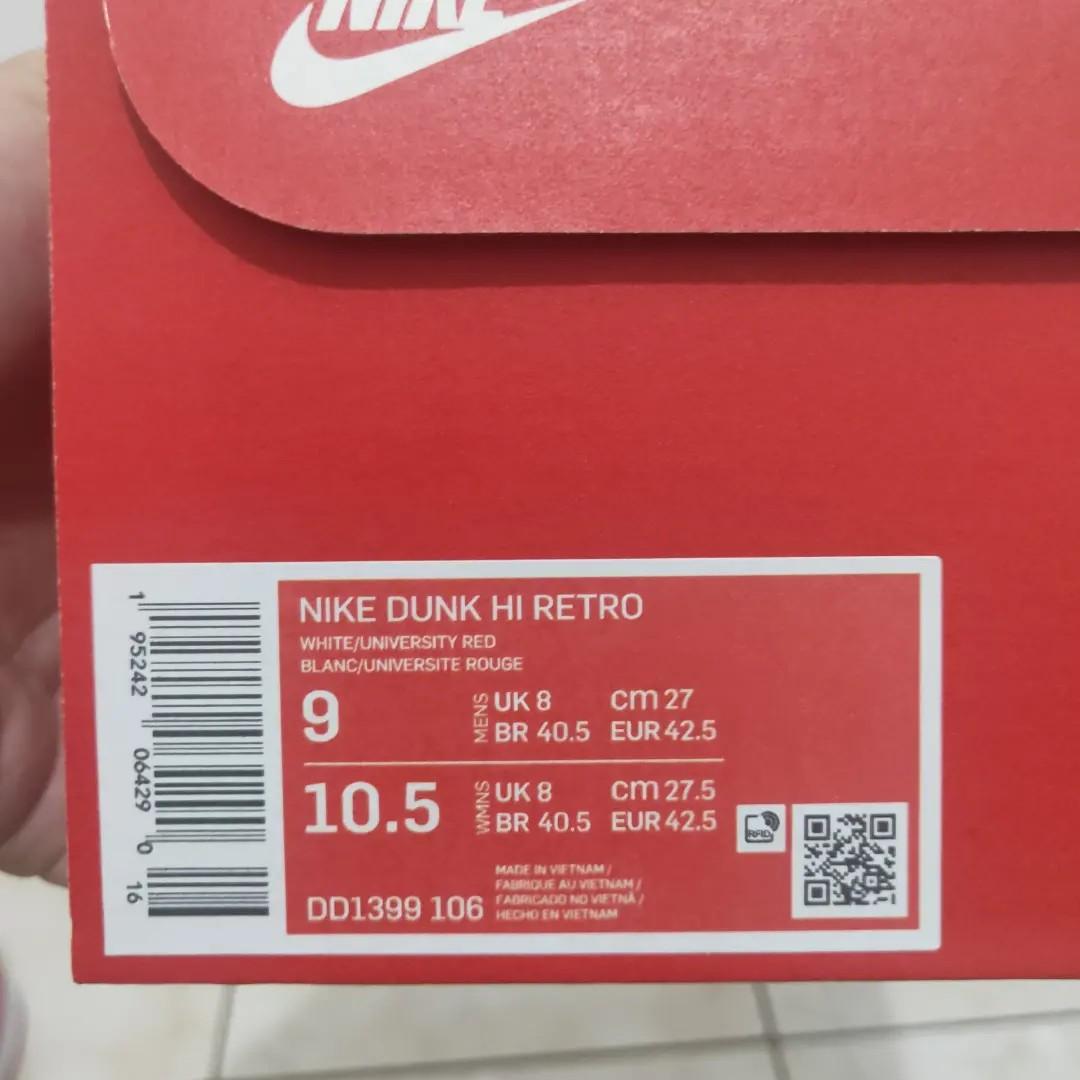 NIKE
NIKE DUNK HI RETRO
WHITE/UNIVERSITY RED
BLANC/UNIVERSITE ROUGE
9 MENS UK 8 cm 27
BR 40.5 EUR 42.5
10.5 WMNS UK 8 cm 27.5
BR 40.5 EUR 42.5
RFID
MADE IN VIETNAM /
FABRIQUE AU VIETNAM /
FABRICADO NO VIETNÃ /
HECHO EN VIETNAM
DD1399 106
1 95242 06429 0 16